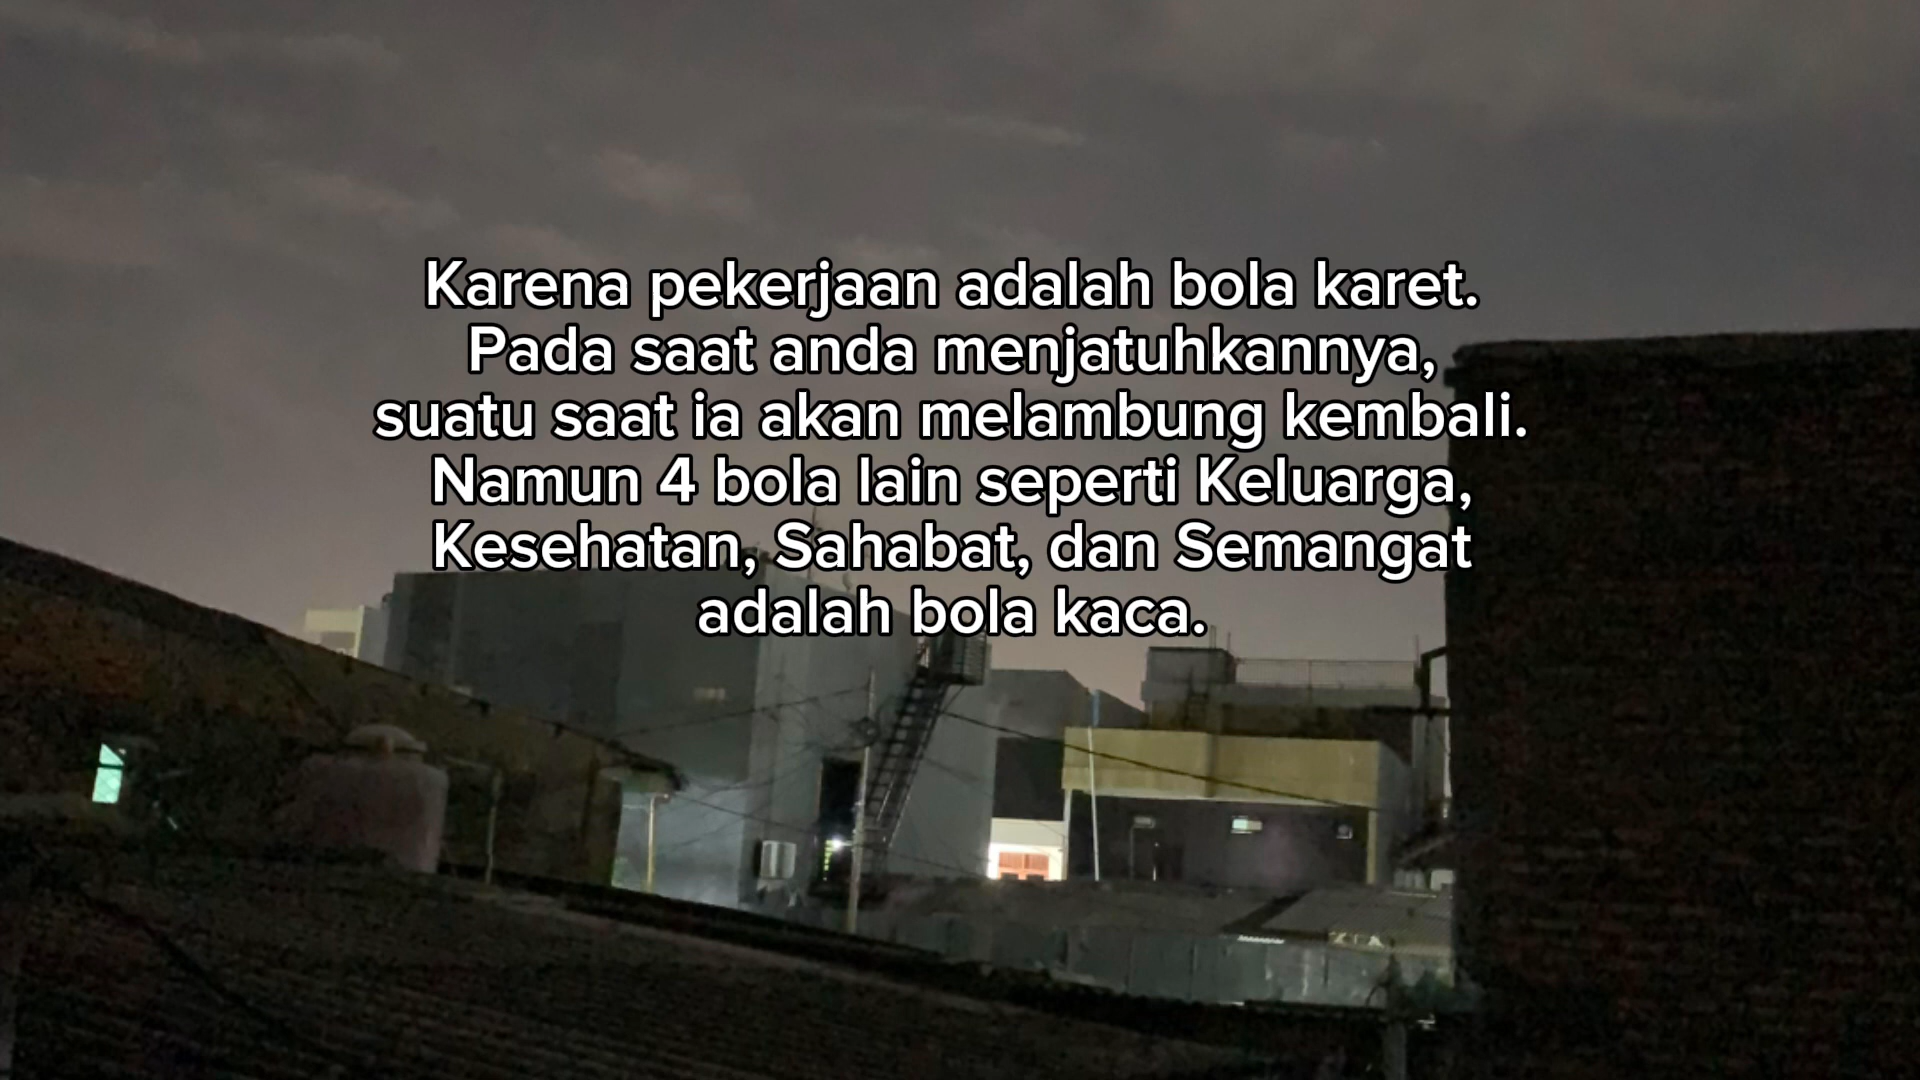 Karena pekerjaan adalah bola karet.
Pada saat anda menjatuhkannya,
suatu saat ia akan melambung kembali.
Namun 4 bola lain seperti Keluarga,
Kesehatan, Sahabat, dan Semangat
adalah bola kaca.